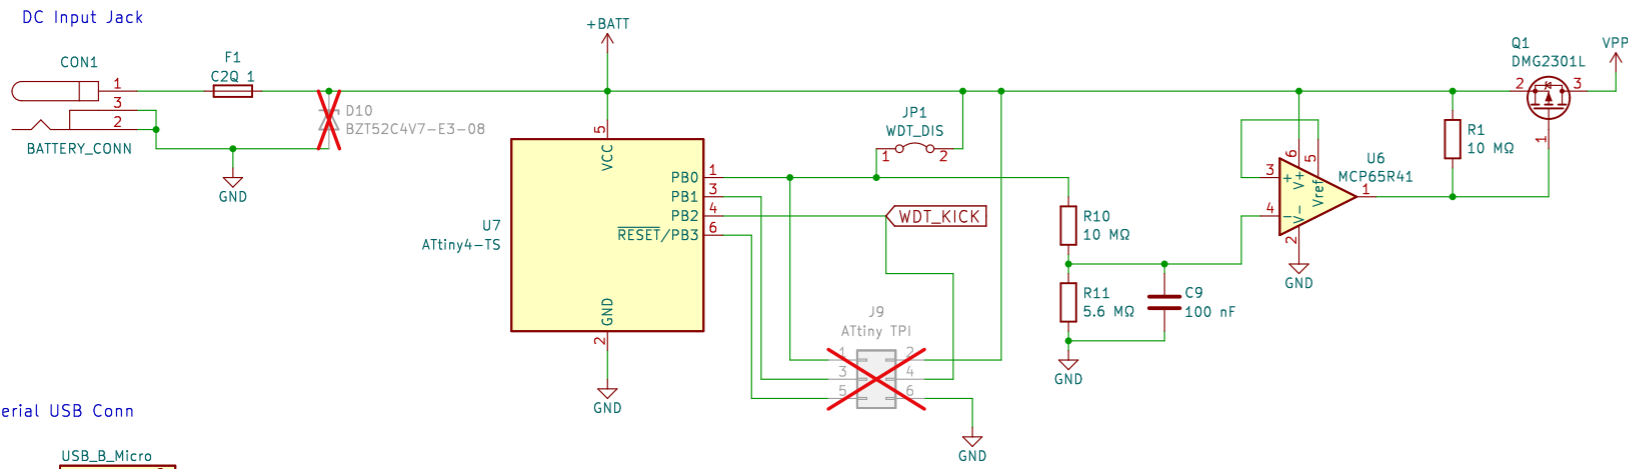 DC Input Jack
CON1
1
3
2
BATTERY_CONN
GND
F1
C2Q 1
D10
BZT52C4V7-E3-08
+BATT
5
VCC
U7
ATtiny4-TS
PB0
1
PB1
3
PB2
4
RESET/PB3
6
GND
2
GND
JP1
WDT_DIS
1
2
WDT_KICK
J9
ATtiny TPI
1
2
3
4
5
6
GND
R10
10 MΩ
R11
5.6 MΩ
C9
100 nF
GND
U6
MCP65R41
3
+
4
-
6
V+
5
Vref
V-
2
1
GND
R1
10 MΩ
Q1
DMG2301L
2
3
1
VPP
erial USB Conn
USB_B_Micro